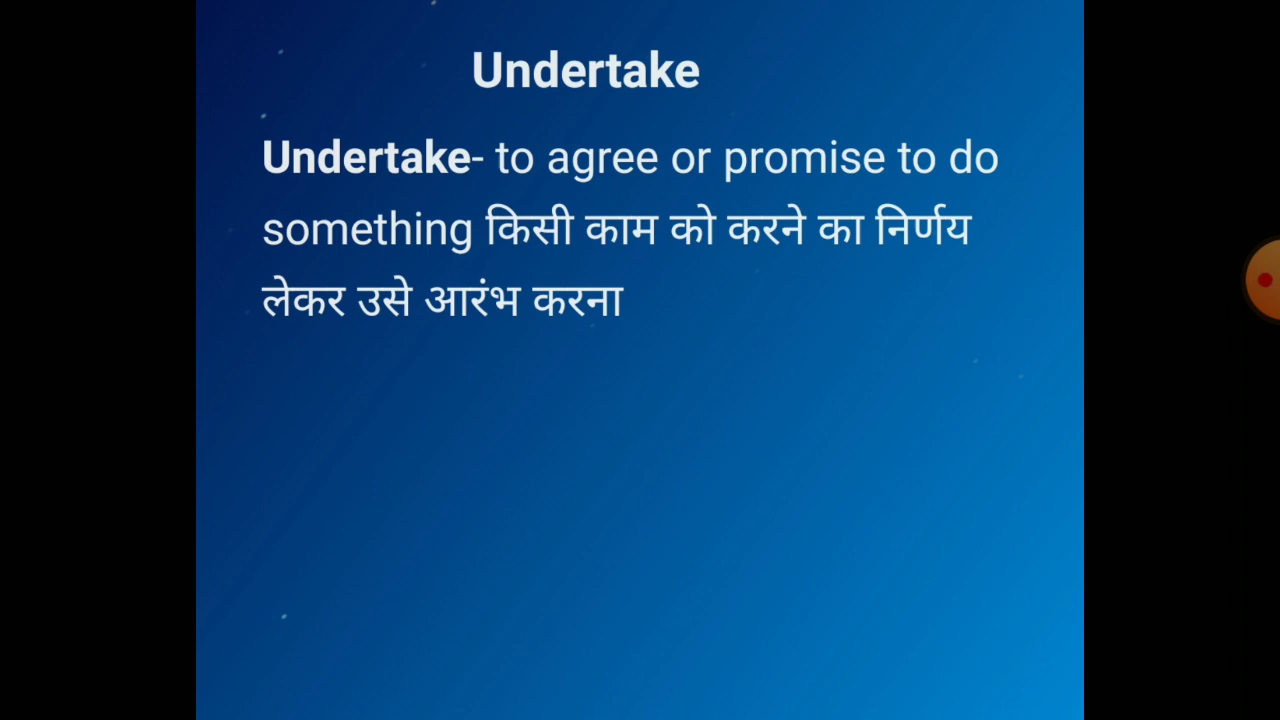 Undertake
Undertake- to agree or promise to do
something किसी काम को करने का निर्णय
लेकर उसे आरंभ करना